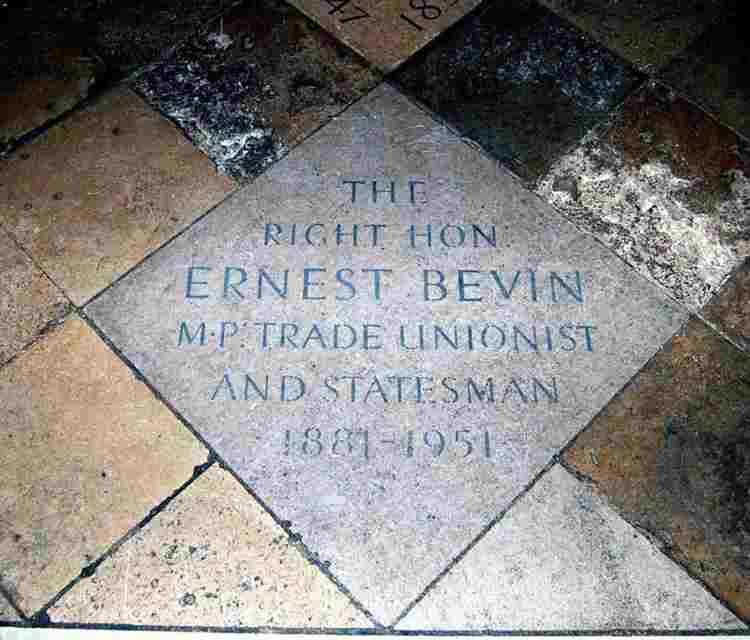 THE
RIGHT HON
ERNEST BEVIN
M·P· TRADE UNIONIST
AND STATESMAN
1881-1951